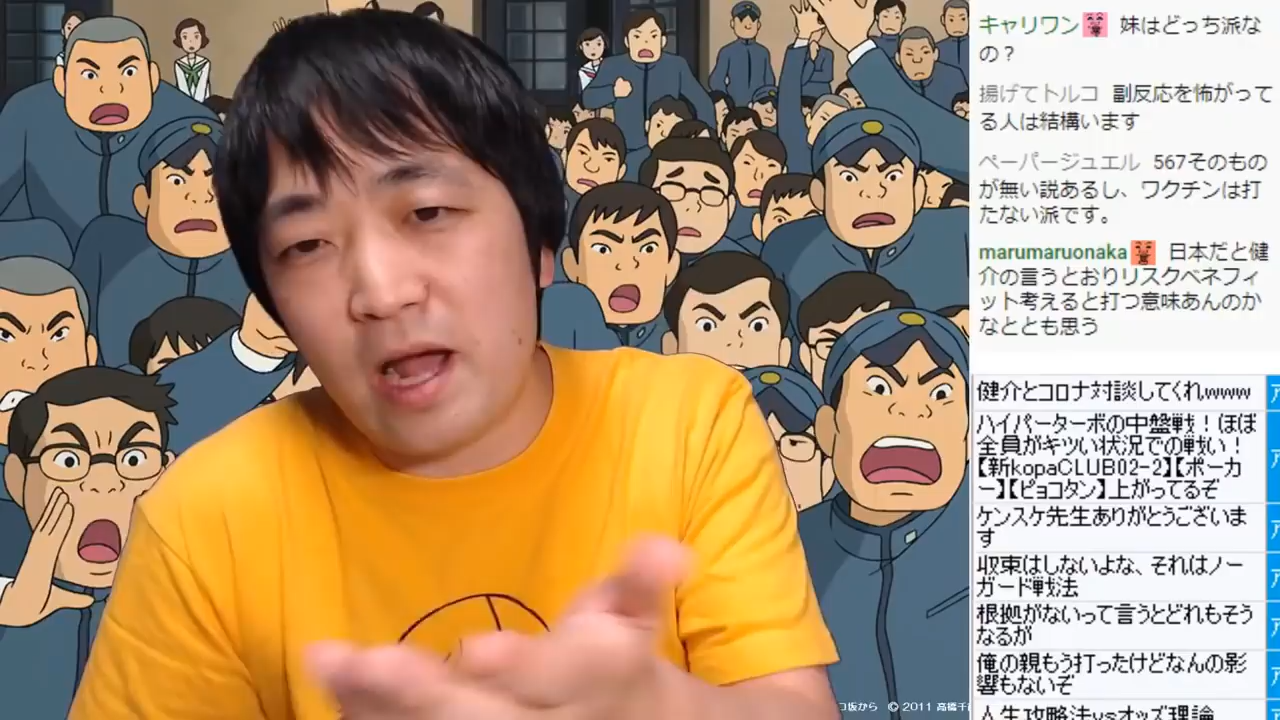 キャリワン 妹はどっち派な
の？
揚げてトルコ 副反応を怖がって
る人は結構います
ペーパージュエル 567そのもの
が無い説あるし、ワクチンは打
たない派です。
marumaruonaka 日本だと健
介の言うとおりリスクベネフィ
ット考えると打つ意味あんのか
なととも思う
健介とコロナ対談してくれwww
ハイパーターボの中盤戦！ほぼ
全員がキツい状況での戦い！
【新kopaCLUB02-2】【ポーカ
ー】【ピョコタン】上がってるぞ
ケンスケ先生ありがとうございま
す
収束はしないよな、それはノー
ガード戦法
根拠がないって言うとどれもそう
なるが
俺の親もう打ったけどなんの影
響もないぞ
人生攻略法vsオッズ理論
コ坂から © 2011 高橋千